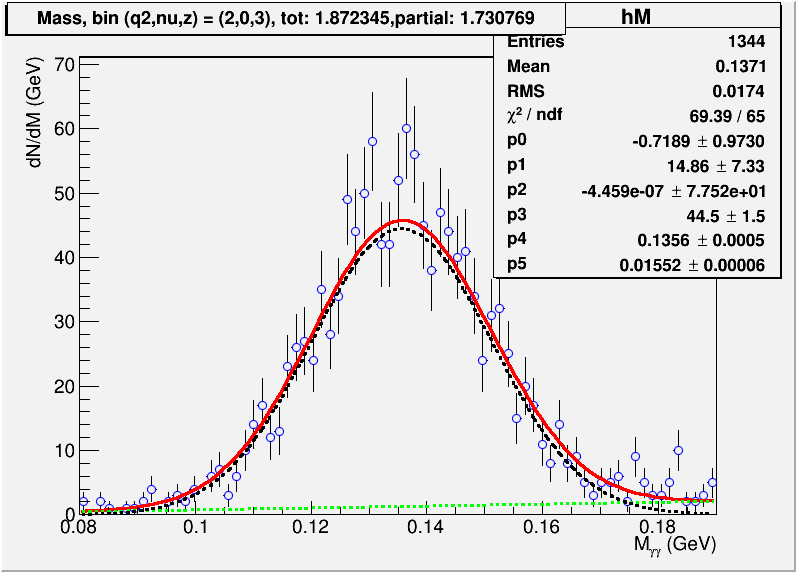 Mass, bin (q2,nu,z) = (2,0,3), tot: 1.872345,partial: 1.730769
hM
Entries 1344
Mean 0.1371
RMS 0.0174
χ² / ndf 69.39 / 65
p0 -0.7189 ± 0.9730
p1 14.86 ± 7.33
p2 -4.459e-07 ± 7.752e+01
p3 44.5 ± 1.5
p4 0.1356 ± 0.0005
p5 0.01552 ± 0.00006
dN/dM (GeV)
70
60
50
40
30
20
10
0
0.08 0.1 0.12 0.14 0.16 0.18
Mγγ (GeV)